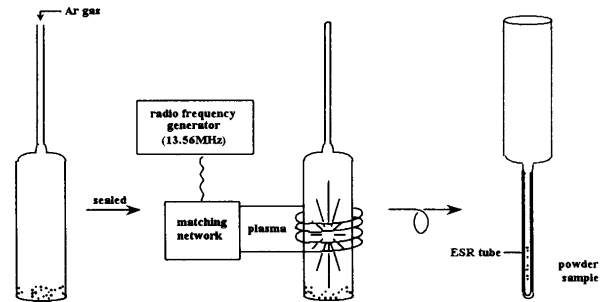 Ar gas
radio frequency
generator
(13.56MHz)
sealed
matching
network
plasma
ESR tube
powder
sample